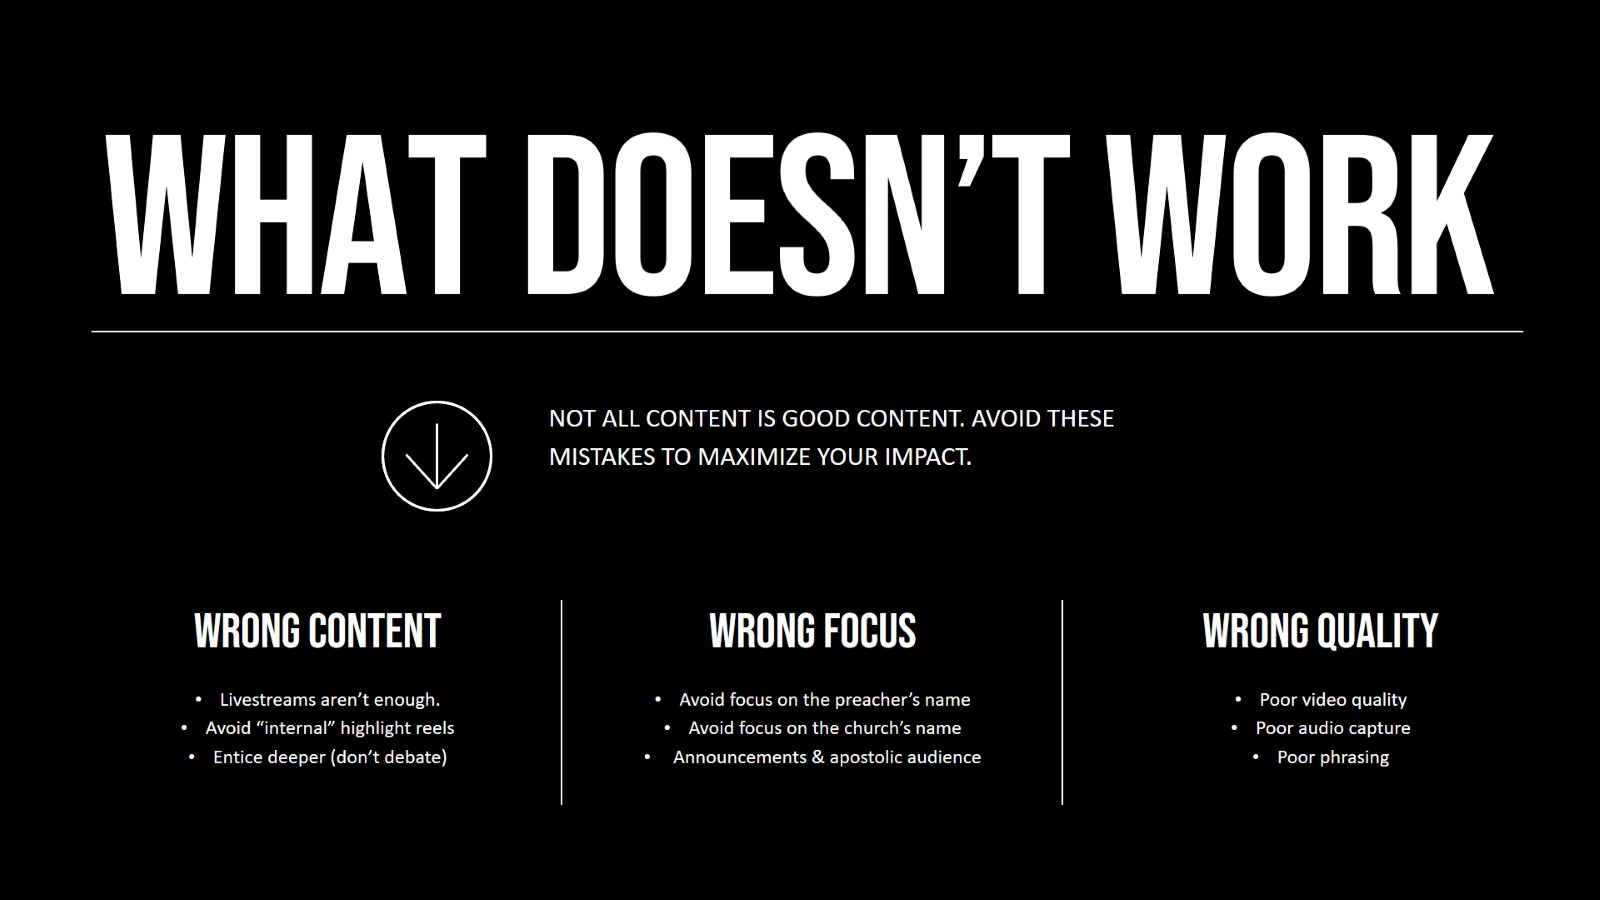 WHAT DOESN’T WORK
NOT ALL CONTENT IS GOOD CONTENT. AVOID THESE
MISTAKES TO MAXIMIZE YOUR IMPACT.
WRONG CONTENT
• Livestreams aren’t enough.
• Avoid “internal” highlight reels
• Entice deeper (don’t debate)
WRONG FOCUS
• Avoid focus on the preacher’s name
• Avoid focus on the church’s name
• Announcements & apostolic audience
WRONG QUALITY
• Poor video quality
• Poor audio capture
• Poor phrasing